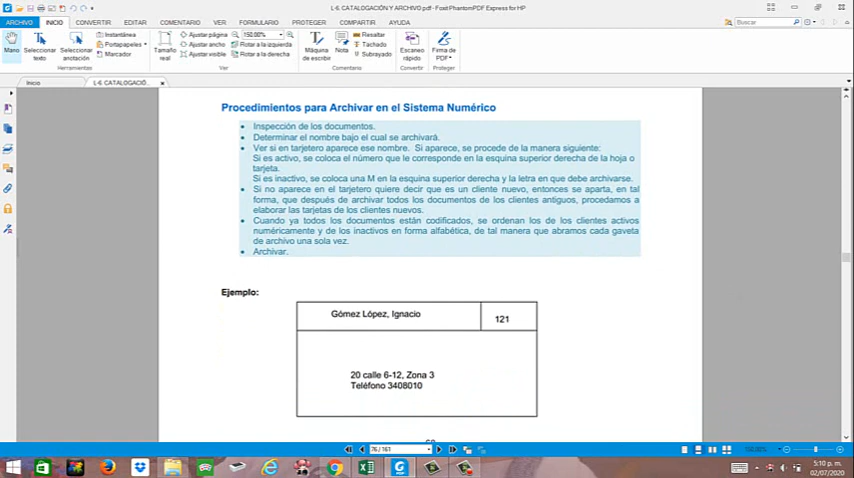 L-6. CATALOGACIÓN Y ARCHIVO.pdf - Foxit PhantomPDF Express for HP
ARCHIVO INICIO CONVERTIR EDITAR COMENTARIO VER FORMULARIO PROTEGER COMPARTIR AYUDA
Buscar
Mano
Seleccionar texto
Seleccionar anotación
Instantánea
Portapapeles
Marcador
Herramientas
Tamaño real
Ajustar página
Ajustar ancho
Ajustar visible
150.00%
Rotar a la izquierda
Rotar a la derecha
Ver
Máquina de escribir
Nota
Resaltar
Tachado
Subrayado
Comentario
Escaneo rápido
Convertir
Firma de PDF
Proteger
Inicio
L-6. CATALOGACIÓ...
Procedimientos para Archivar en el Sistema Numérico
• Inspección de los documentos.
• Determinar el nombre bajo el cual se archivará.
• Ver si en tarjetero aparece ese nombre. Si aparece, se procede de la manera siguiente:
Si es activo, se coloca el número que le corresponde en la esquina superior derecha de la hoja o
tarjeta.
Si es inactivo, se coloca una M en la esquina superior derecha y la letra en que debe archivarse.
• Si no aparece en el tarjetero quiere decir que es un cliente nuevo, entonces se aparta, en tal
forma, que después de archivar todos los documentos de los clientes antiguos, procedamos a
elaborar las tarjetas de los clientes nuevos.
• Cuando ya todos los documentos están codificados, se ordenan los de los clientes activos
numéricamente y de los inactivos en forma alfabética, de tal manera que abramos cada gaveta
de archivo una sola vez.
• Archivar.
Ejemplo:
Gómez López, Ignacio
121
20 calle 6-12, Zona 3
Teléfono 3408010
76 / 161
150.00%
5:10 p. m.
02/07/2020